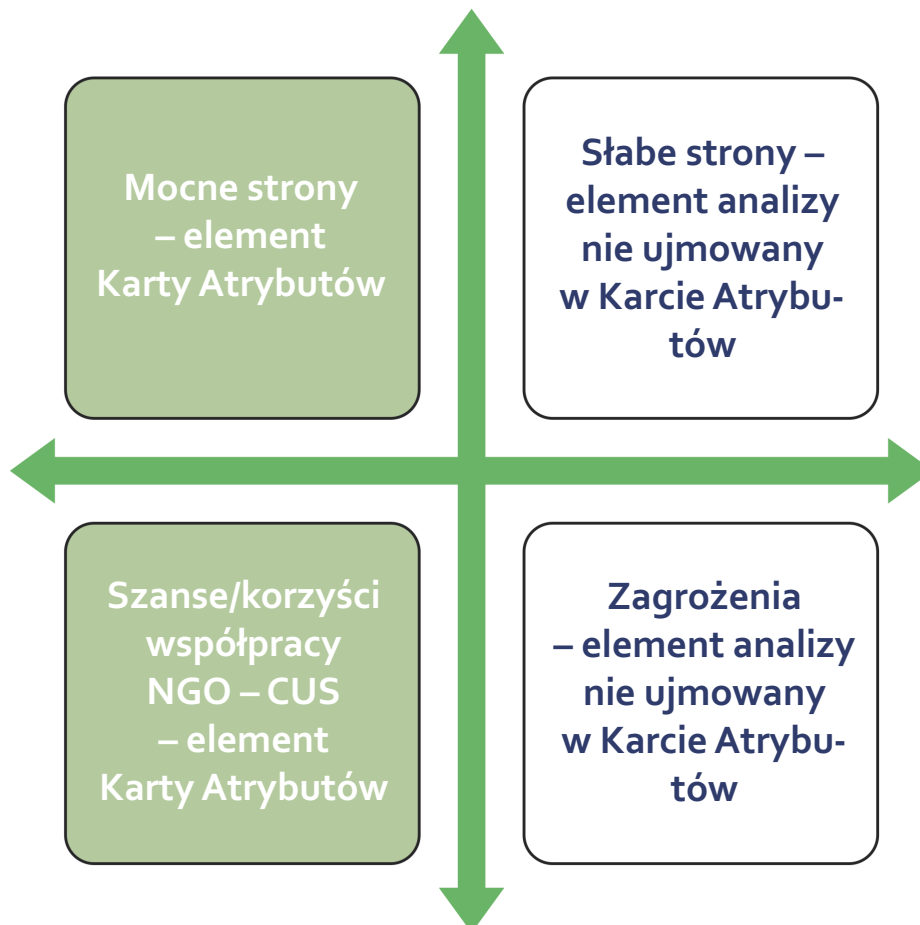 Mocne strony
– element
Karty Atrybutów
Słabe strony –
element analizy
nie ujmowany
w Karcie Atrybu-
tów
Szanse/korzyści
współpracy
NGO – CUS
– element
Karty Atrybutów
Zagrożenia
– element analizy
nie ujmowany
w Karcie Atrybu-
tów